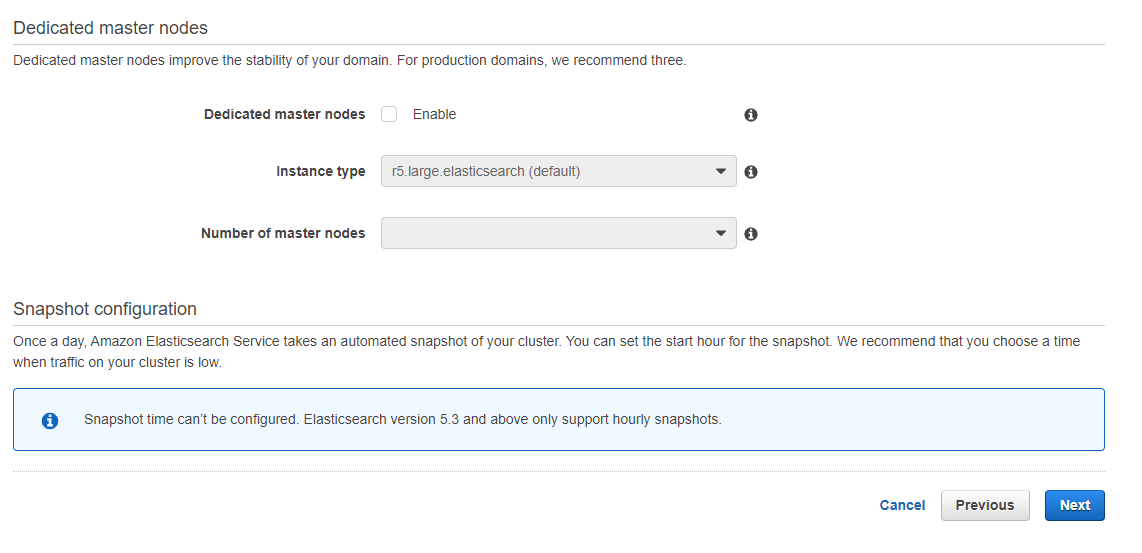 Dedicated master nodes
Dedicated master nodes improve the stability of your domain. For production domains, we recommend three.
Dedicated master nodes Enable
Instance type r5.large.elasticsearch (default)
Number of master nodes
Snapshot configuration
Once a day, Amazon Elasticsearch Service takes an automated snapshot of your cluster. You can set the start hour for the snapshot. We recommend that you choose a time
when traffic on your cluster is low.
Snapshot time can’t be configured. Elasticsearch version 5.3 and above only support hourly snapshots.
Cancel Previous Next